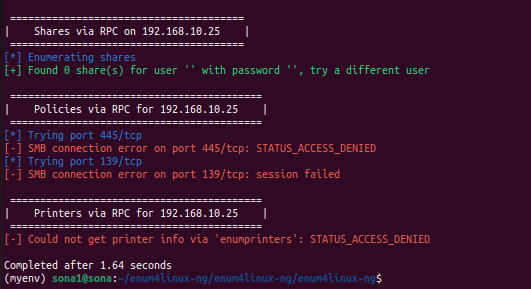 ========================================
|    Shares via RPC on 192.168.10.25    |
========================================
[*] Enumerating shares
[+] Found 0 share(s) for user '' with password '', try a different user
===========================================
|    Policies via RPC for 192.168.10.25    |
===========================================
[*] Trying port 445/tcp
[-] SMB connection error on port 445/tcp: STATUS_ACCESS_DENIED
[*] Trying port 139/tcp
[-] SMB connection error on port 139/tcp: session failed
===========================================
|    Printers via RPC for 192.168.10.25    |
===========================================
[-] Could not get printer info via 'enumprinters': STATUS_ACCESS_DENIED
Completed after 1.64 seconds
(myenv) sona1@sona:~/enum4linux-ng/enum4linux-ng/enum4linux-ng$